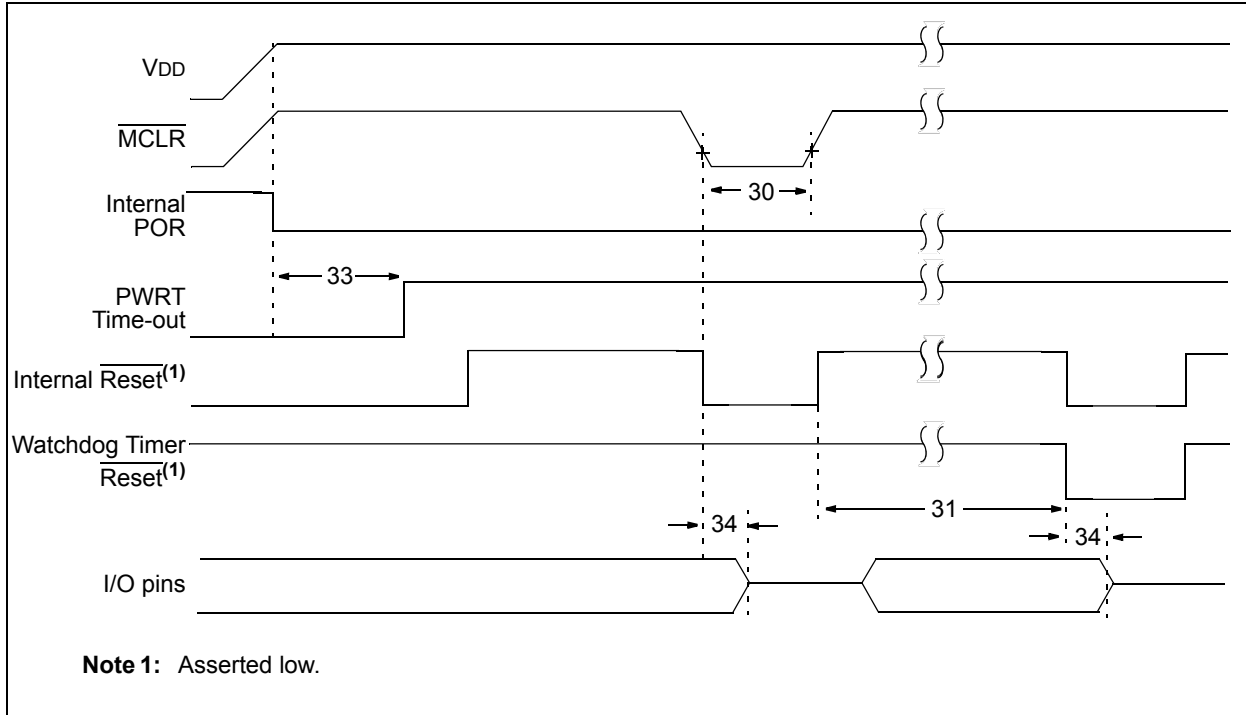 VDD
MCLR
Internal
POR
30
33
PWRT
Time-out
Internal Reset(1)
Watchdog Timer
Reset(1)
31
34
34
I/O pins
Note 1: Asserted low.